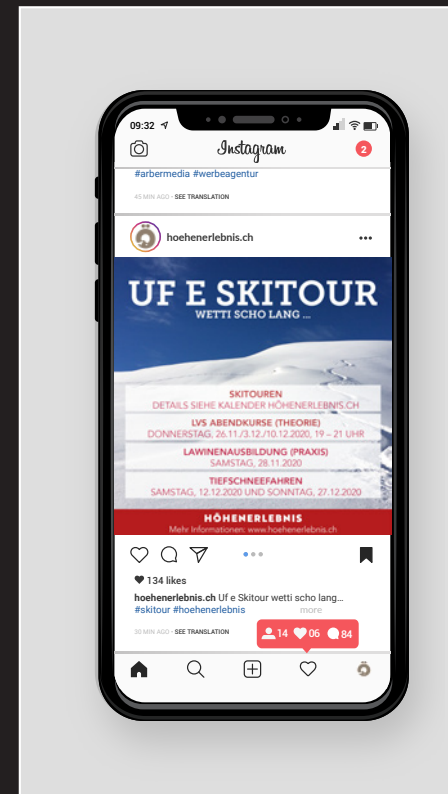 09:32
Instagram
2
#arbermedia #werbeagentur
45 MIN AGO • SEE TRANSLATION
hoehenerlebnis.ch
UF E SKITOUR
WETTI SCHO LANG ...
SKITOUREN
DETAILS SIEHE KALENDER HÖHENERLEBNIS.CH
LVS ABENDKURSE (THEORIE)
DONNERSTAG, 26.11./3.12./10.12.2020, 19 – 21 UHR
LAWINENAUSBILDUNG (PRAXIS)
SAMSTAG, 28.11.2020
TIEFSCHNEEFAHREN
SAMSTAG, 12.12.2020 UND SONNTAG, 27.12.2020
HÖHENERLEBNIS
Mehr Informationen: www.hoehenerlebnis.ch
134 likes
hoehenerlebnis.ch Uf e Skitour wetti scho lang...
#skitour #hoehenerlebnis more
30 MIN AGO • SEE TRANSLATION
14 06 84